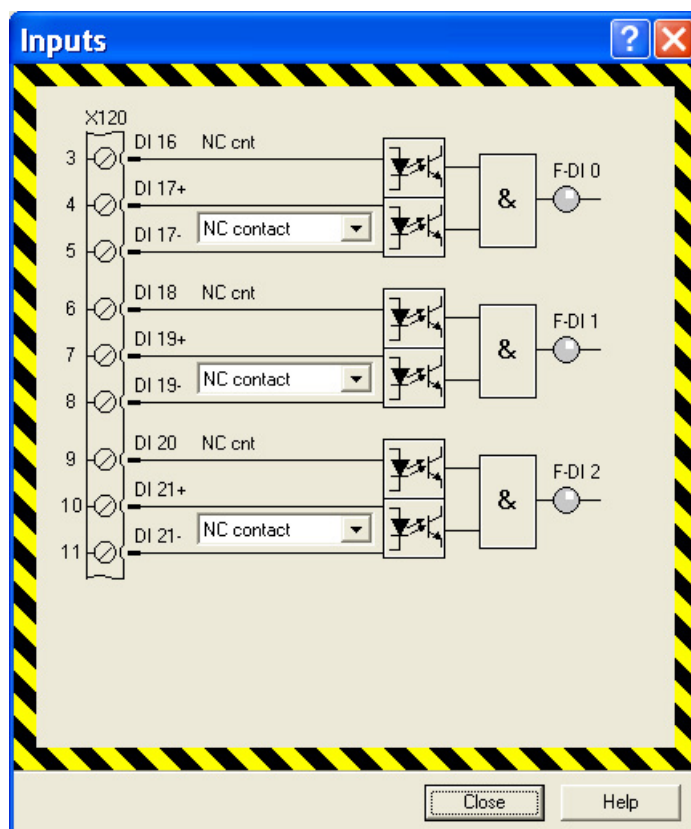 Inputs
X120
3 DI 16 NC cnt
F-DI 0
4 DI 17+
&
5 DI 17- NC contact
6 DI 18 NC cnt
F-DI 1
7 DI 19+
&
8 DI 19- NC contact
9 DI 20 NC cnt
F-DI 2
10 DI 21+
&
11 DI 21- NC contact
Close Help